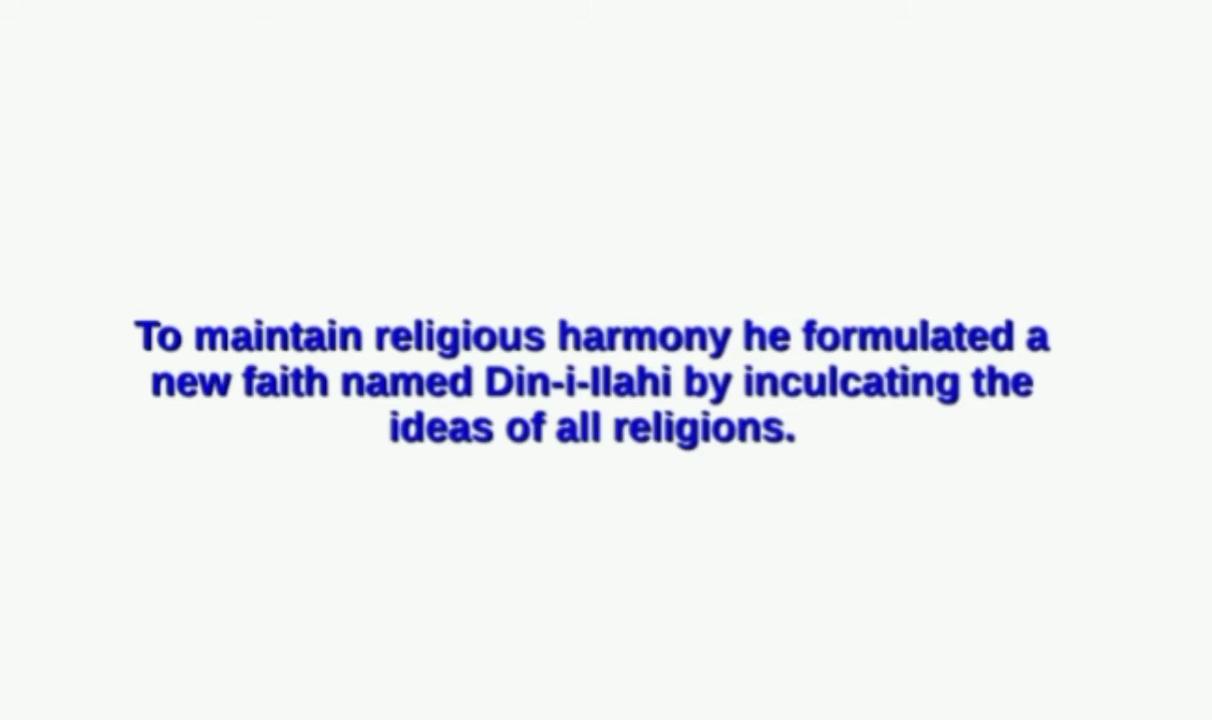 To maintain religious harmony he formulated a
new faith named Din-i-Ilahi by inculcating the
ideas of all religions.